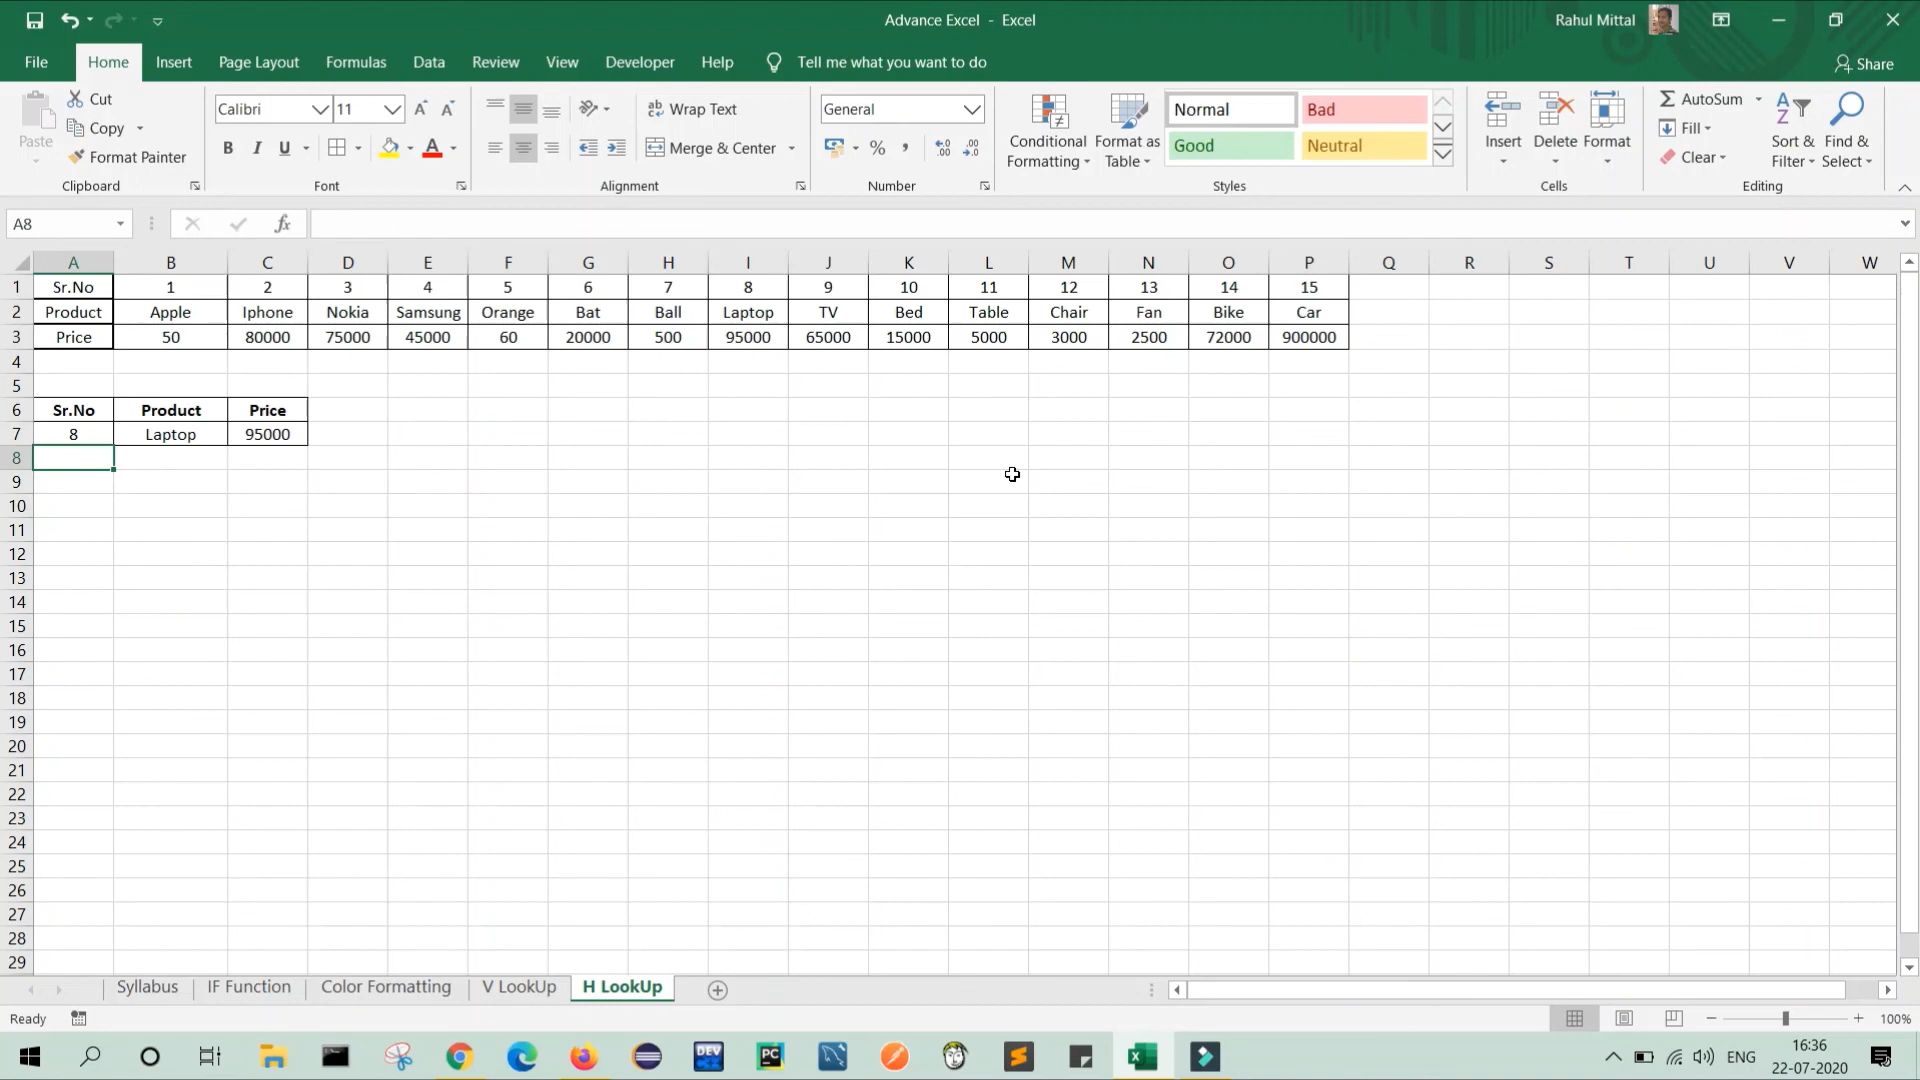 Advance Excel - Excel
Rahul Mittal
File Home Insert Page Layout Formulas Data Review View Developer Help Tell me what you want to do
Share
Paste
Cut
Copy
Format Painter
Clipboard
Calibri 11
B I U A
Font
Wrap Text
Merge & Center
Alignment
General
%
Number
Conditional Formatting
Format as Table
Normal Bad
Good Neutral
Styles
Insert Delete Format
Cells
AutoSum
Fill
Clear
Sort & Filter
Find & Select
Editing
A8
fx
A B C D E F G H I J K L M N O P Q R S T U V W
1 Sr.No 1 2 3 4 5 6 7 8 9 10 11 12 13 14 15
2 Product Apple Iphone Nokia Samsung Orange Bat Ball Laptop TV Bed Table Chair Fan Bike Car
3 Price 50 80000 75000 45000 60 20000 500 95000 65000 15000 5000 3000 2500 72000 900000
4
5
6 Sr.No Product Price
7 8 Laptop 95000
8
9
10
11
12
13
14
15
16
17
18
19
20
21
22
23
24
25
26
27
28
29
Syllabus IF Function Color Formatting V LookUp H LookUp
Ready
100%
DEV
PC
ENG
16:36
22-07-2020